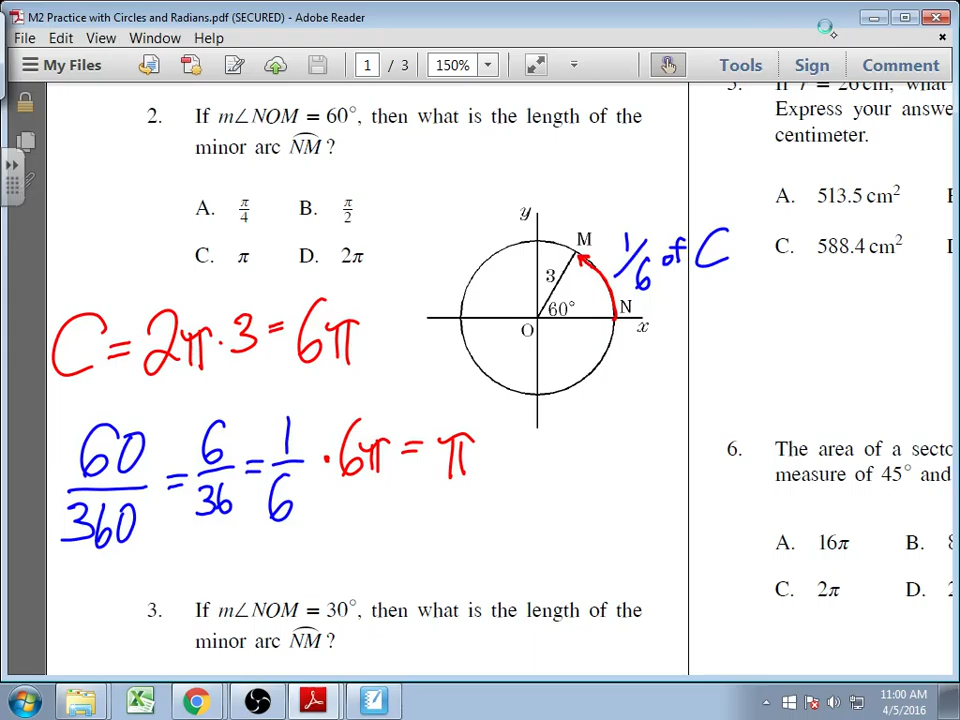 M2 Practice with Circles and Radians.pdf (SECURED) - Adobe Reader
File Edit View Window Help
My Files 1 / 3 150% Tools Sign Comment
2. If m∠NOM = 60°, then what is the length of the
minor arc NM ?
A. π/4 B. π/2
C. π D. 2π
y
M
3
60°
N
O
x
1/6 of C
C = 2π · 3 = 6π
60/360 = 6/36 = 1/6 · 6π = π
3. If m∠NOM = 30°, then what is the length of the
minor arc NM ?
Express your answe
centimeter.
A. 513.5 cm²
C. 588.4 cm²
6. The area of a secto
measure of 45° and
A. 16π B.
C. 2π D.
11:00 AM
4/5/2016